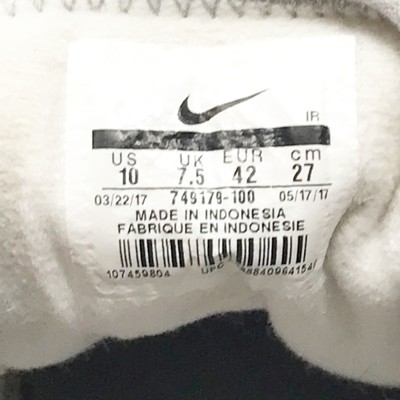 IR
US UK EUR cm
10 7.5 42 27
03/22/17 749179-100 05/17/17
MADE IN INDONESIA
FABRIQUE EN INDONESIE
107459804 UPC